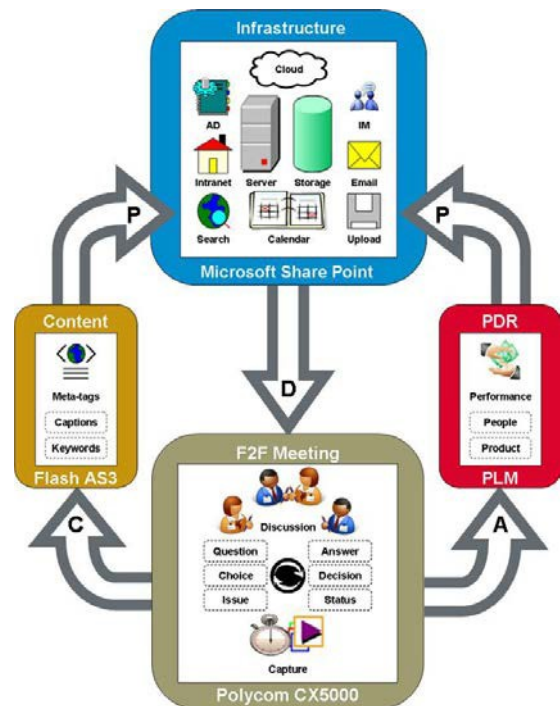 Infrastructure
Cloud
AD
IM
Intranet
Server
Storage
Email
Search
Calendar
Upload
Microsoft Share Point
P
P
Content
Meta-tags
Captions
Keywords
Flash AS3
PDR
Performance
People
Product
PLM
D
F2F Meeting
Discussion
Question
Answer
Choice
Decision
Issue
Status
Capture
Polycom CX5000
C
A